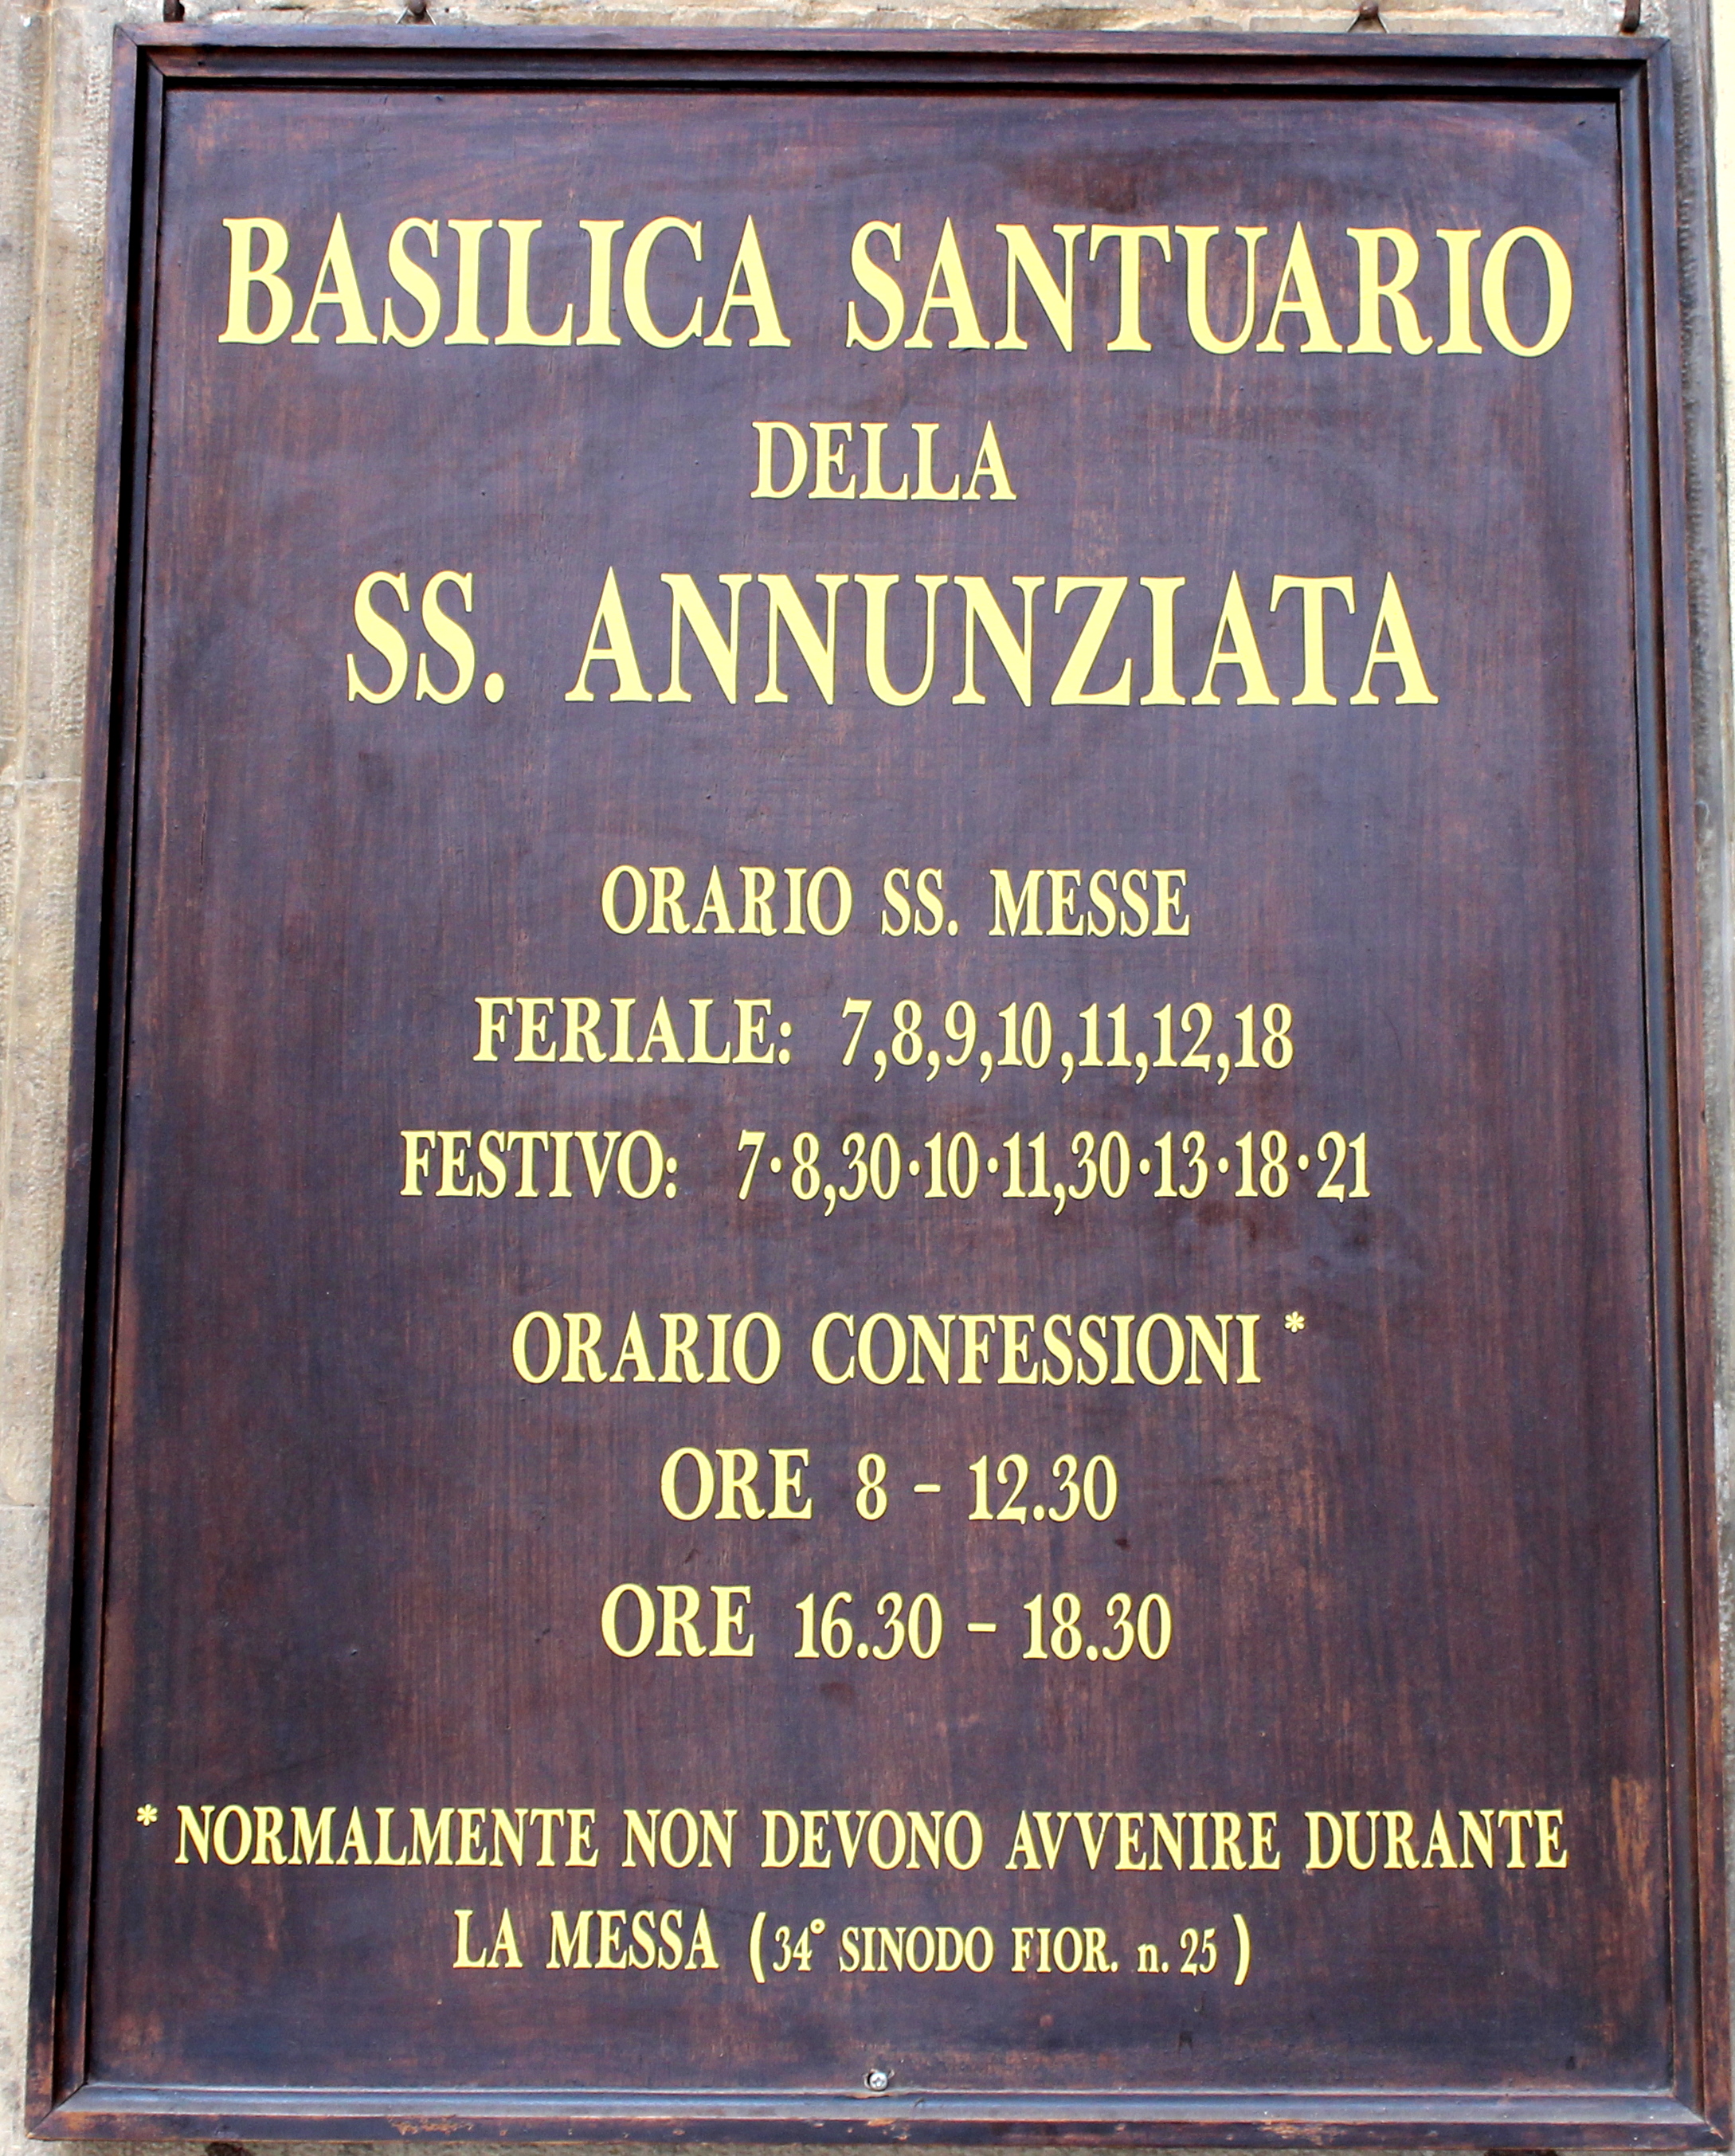 BASILICA SANTUARIO
DELLA
SS. ANNUNZIATA
ORARIO SS. MESSE
FERIALE: 7,8,9,10,11,12,18
FESTIVO: 7·8,30·10·11,30·13·18·21
ORARIO CONFESSIONI *
ORE 8 - 12.30
ORE 16.30 - 18.30
* NORMALMENTE NON DEVONO AVVENIRE DURANTE
LA MESSA (34° SINODO FIOR. n. 25)